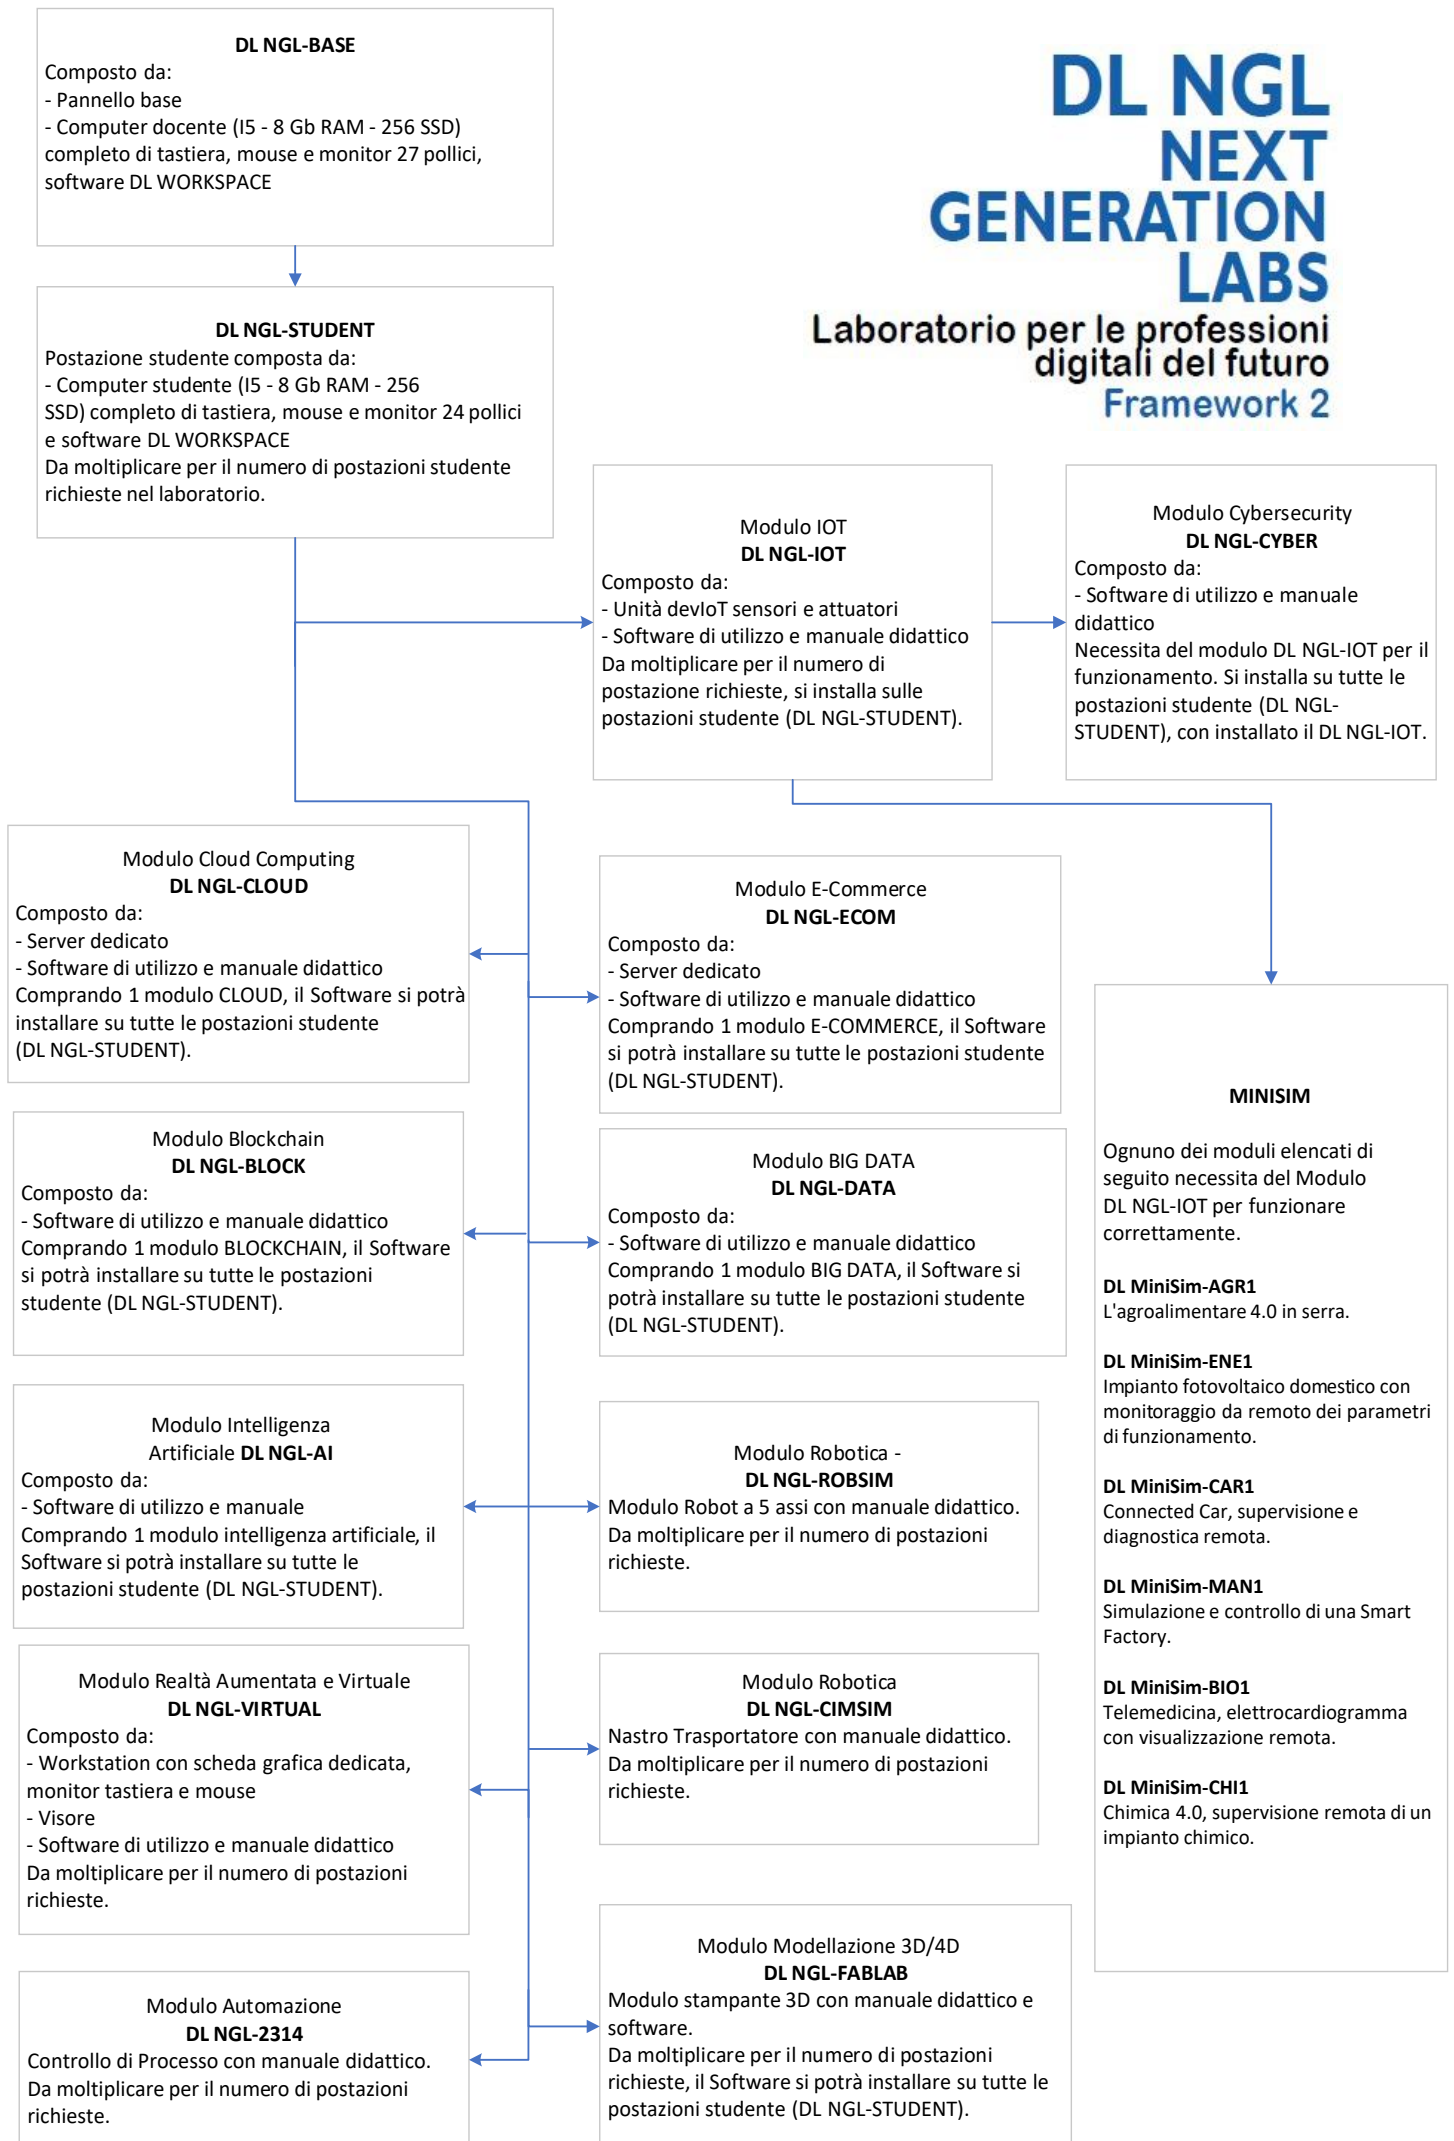 DL NGL-BASE
Composto da:
- Pannello base
- Computer docente (I5 - 8 Gb RAM - 256 SSD)
completo di tastiera, mouse e monitor 27 pollici,
software DL WORKSPACE
DL NGL
NEXT
GENERATION
LABS
Laboratorio per le professioni
digitali del futuro
Framework 2
DL NGL-STUDENT
Postazione studente composta da:
- Computer studente (I5 - 8 Gb RAM - 256
SSD) completo di tastiera, mouse e monitor 24 pollici
e software DL WORKSPACE
Da moltiplicare per il numero di postazioni studente
richieste nel laboratorio.
Modulo IOT
DL NGL-IOT
Composto da:
- Unità devIoT sensori e attuatori
- Software di utilizzo e manuale didattico
Da moltiplicare per il numero di
postazione richieste, si installa sulle
postazioni studente (DL NGL-STUDENT).
Modulo Cybersecurity
DL NGL-CYBER
Composto da:
- Software di utilizzo e manuale
didattico
Necessita del modulo DL NGL-IOT per il
funzionamento. Si installa su tutte le
postazioni studente (DL NGL-
STUDENT), con installato il DL NGL-IOT.
Modulo Cloud Computing
DL NGL-CLOUD
Composto da:
- Server dedicato
- Software di utilizzo e manuale didattico
Comprando 1 modulo CLOUD, il Software si potrà
installare su tutte le postazioni studente
(DL NGL-STUDENT).
Modulo E-Commerce
DL NGL-ECOM
Composto da:
- Server dedicato
- Software di utilizzo e manuale didattico
Comprando 1 modulo E-COMMERCE, il Software
si potrà installare su tutte le postazioni studente
(DL NGL-STUDENT).
Modulo Blockchain
DL NGL-BLOCK
Composto da:
- Software di utilizzo e manuale didattico
Comprando 1 modulo BLOCKCHAIN, il Software
si potrà installare su tutte le postazioni
studente (DL NGL-STUDENT).
Modulo BIG DATA
DL NGL-DATA
Composto da:
- Software di utilizzo e manuale didattico
Comprando 1 modulo BIG DATA, il Software si
potrà installare su tutte le postazioni studente
(DL NGL-STUDENT).
Modulo Intelligenza
Artificiale DL NGL-AI
Composto da:
- Software di utilizzo e manuale
Comprando 1 modulo intelligenza artificiale, il
Software si potrà installare su tutte le
postazioni studente (DL NGL-STUDENT).
Modulo Robotica -
DL NGL-ROBSIM
Modulo Robot a 5 assi con manuale didattico.
Da moltiplicare per il numero di postazioni
richieste.
Modulo Realtà Aumentata e Virtuale
DL NGL-VIRTUAL
Composto da:
- Workstation con scheda grafica dedicata,
monitor tastiera e mouse
- Visore
- Software di utilizzo e manuale didattico
Da moltiplicare per il numero di postazioni
richieste.
Modulo Robotica
DL NGL-CIMSIM
Nastro Trasportatore con manuale didattico.
Da moltiplicare per il numero di postazioni
richieste.
Modulo Automazione
DL NGL-2314
Controllo di Processo con manuale didattico.
Da moltiplicare per il numero di postazioni
richieste.
Modulo Modellazione 3D/4D
DL NGL-FABLAB
Modulo stampante 3D con manuale didattico e
software.
Da moltiplicare per il numero di postazioni
richieste, il Software si potrà installare su tutte le
postazioni studente (DL NGL-STUDENT).
MINISIM
Ognuno dei moduli elencati di
seguito necessita del Modulo
DL NGL-IOT per funzionare
correttamente.
DL MiniSim-AGR1
L'agroalimentare 4.0 in serra.
DL MiniSim-ENE1
Impianto fotovoltaico domestico con
monitoraggio da remoto dei parametri
di funzionamento.
DL MiniSim-CAR1
Connected Car, supervisione e
diagnostica remota.
DL MiniSim-MAN1
Simulazione e controllo di una Smart
Factory.
DL MiniSim-BIO1
Telemedicina, elettrocardiogramma
con visualizzazione remota.
DL MiniSim-CHI1
Chimica 4.0, supervisione remota di un
impianto chimico.